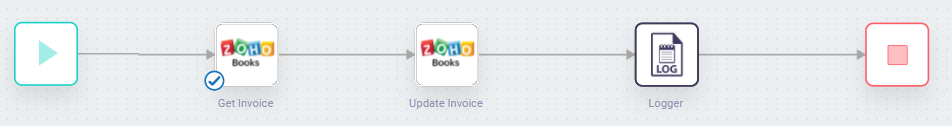 ZOHO
Books
Get Invoice
ZOHO
Books
Update Invoice
LOG
Logger